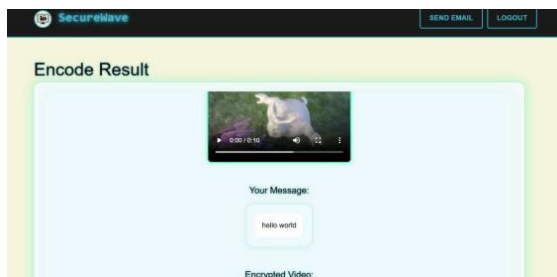 SecureWave
SEND EMAIL LOGOUT
Encode Result
0:00 / 0:10
Your Message:
hello world
Encrypted Video: